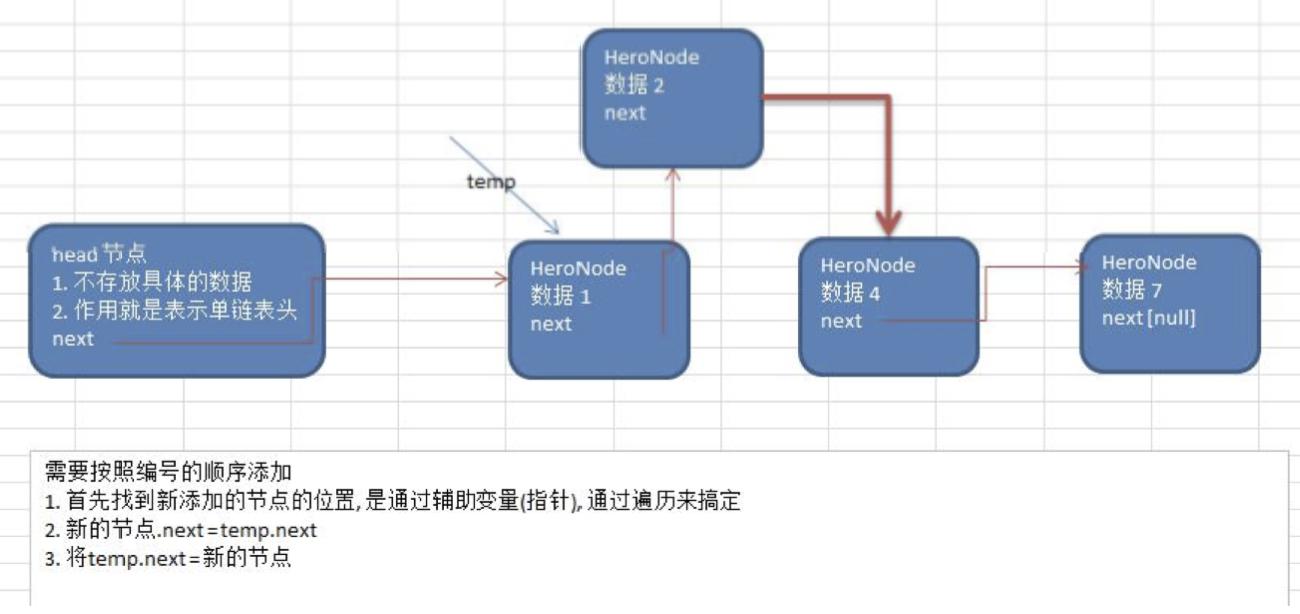 HeroNode
数据 2
next
temp
head 节点
1. 不存放具体的数据
2. 作用就是表示单链表头
next
HeroNode
数据 1
next
HeroNode
数据 4
next
HeroNode
数据 7
next [null]
需要按照编号的顺序添加
1. 首先找到新添加的节点的位置, 是通过辅助变量(指针), 通过遍历来搞定
2. 新的节点.next=temp.next
3. 将temp.next=新的节点